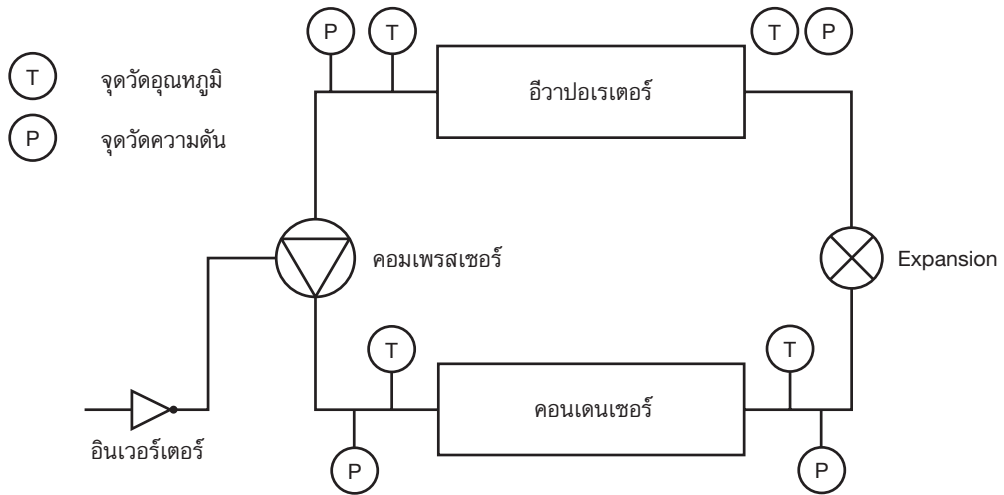 P T T P
T จุดวัดอุณหภูมิ
อีวาปอเรเตอร์
P จุดวัดความดัน
คอมเพรสเซอร์
Expansion
T T
คอนเดนเซอร์
อินเวอร์เตอร์
P P